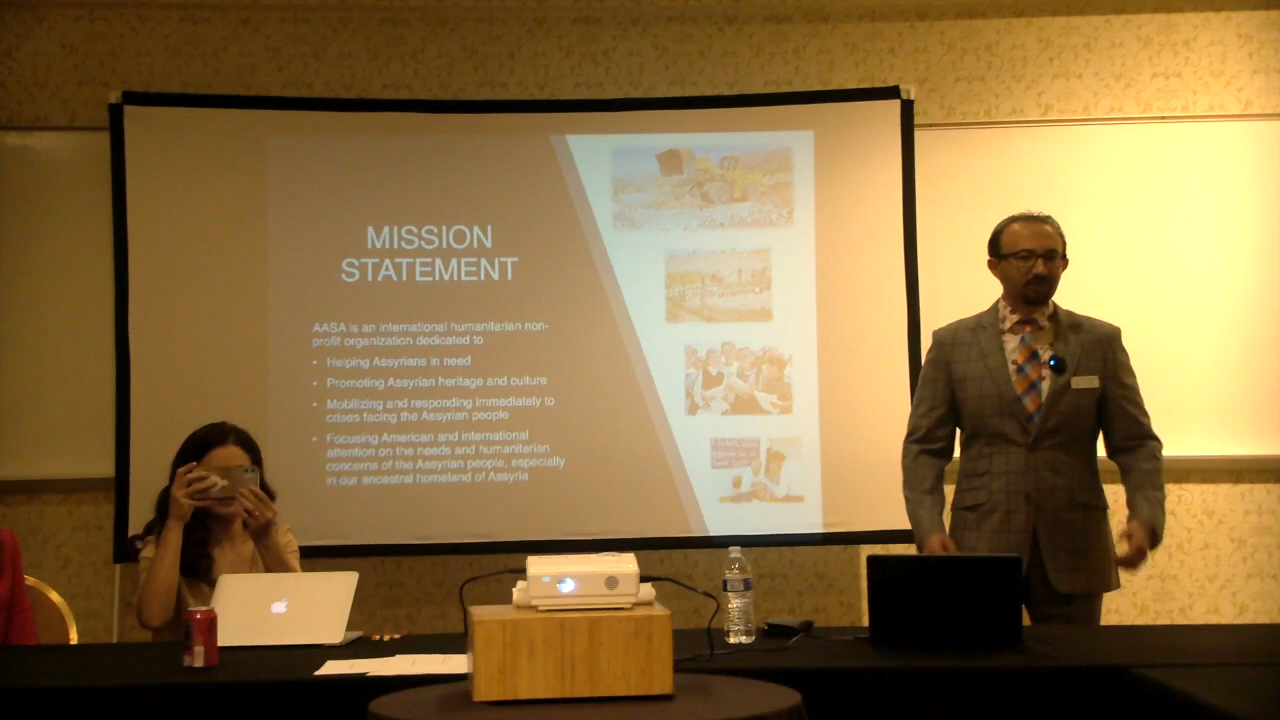 MISSION
STATEMENT
AASA is an international humanitarian non-
profit organization dedicated to
• Helping Assyrians in need
• Promoting Assyrian heritage and culture
• Mobilizing and responding immediately to
crises facing the Assyrian people
• Focusing American and international
attention on the needs and humanitarian
concerns of the Assyrian people, especially
in our ancestral homeland of Assyria